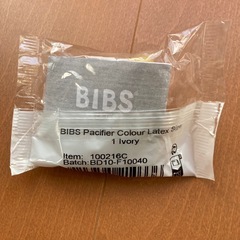 BIBS
BIBS Pacifier Colour Latex
1 Ivory
Item: 100216C
Batch: BD10-F10040